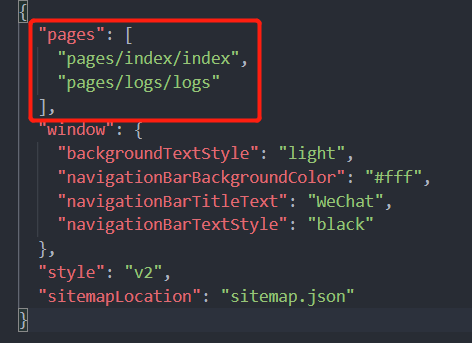 {
"pages": [
"pages/index/index",
"pages/logs/logs"
],
"window": {
"backgroundTextStyle": "light",
"navigationBarBackgroundColor": "#fff",
"navigationBarTitleText": "WeChat",
"navigationBarTextStyle": "black"
},
"style": "v2",
"sitemapLocation": "sitemap.json"
}